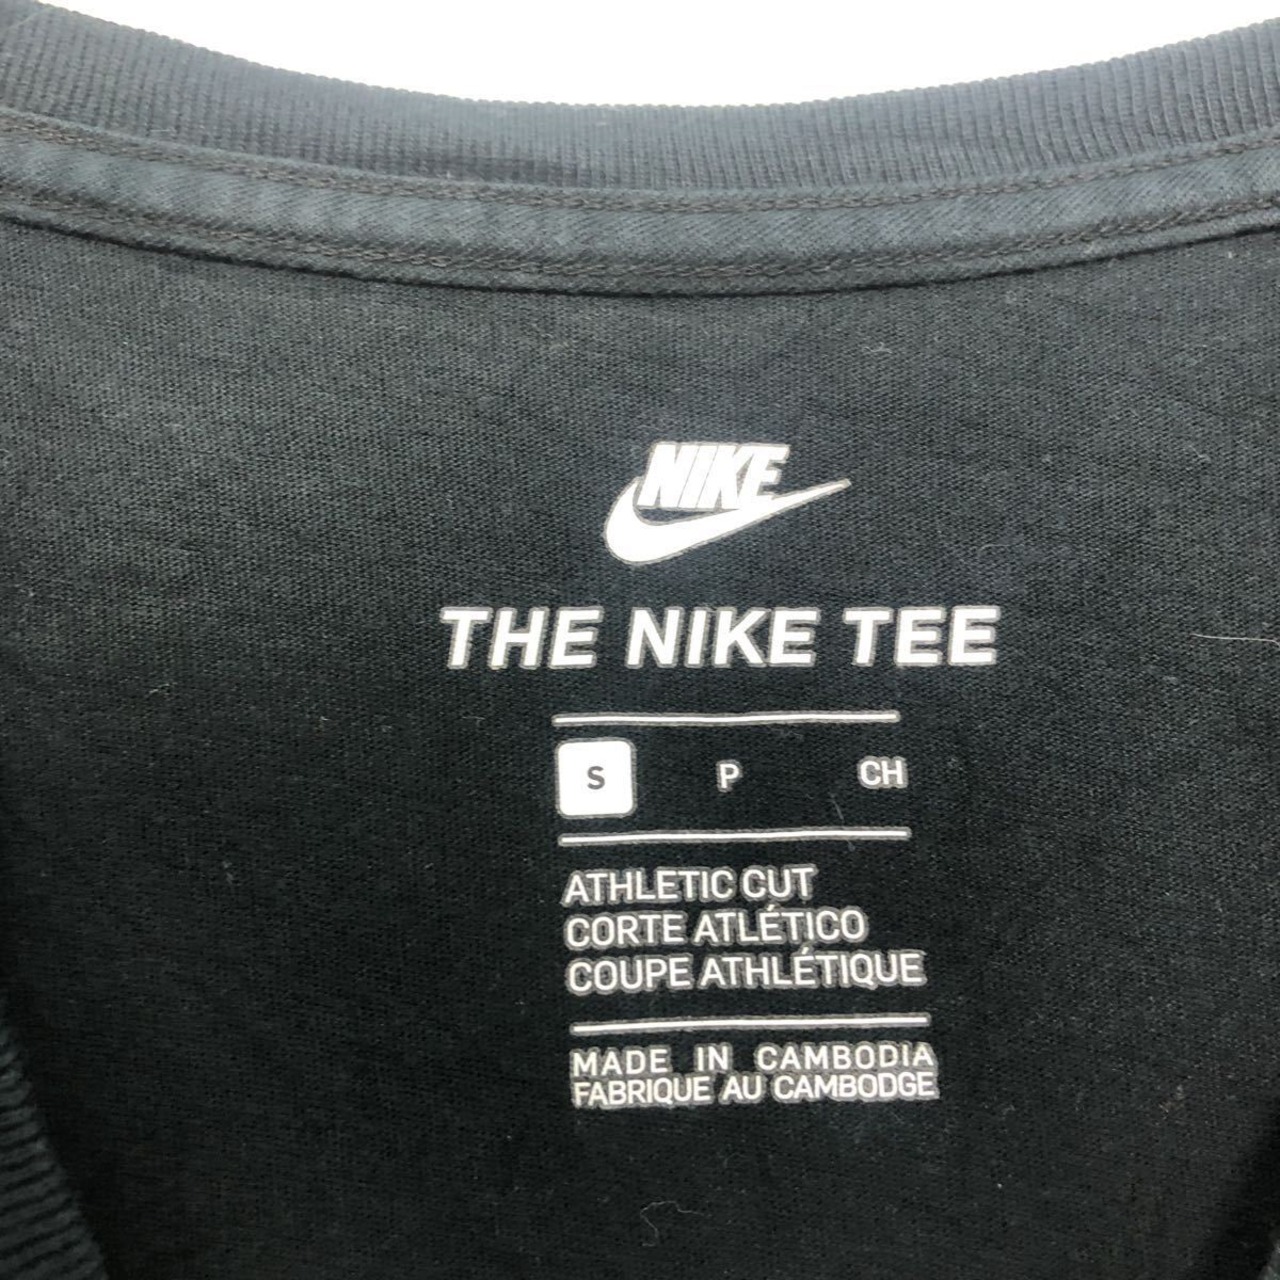 NIKE
THE NIKE TEE
S P CH
ATHLETIC CUT
CORTE ATLÉTICO
COUPE ATHLÉTIQUE
MADE IN CAMBODIA
FABRIQUE AU CAMBODGE